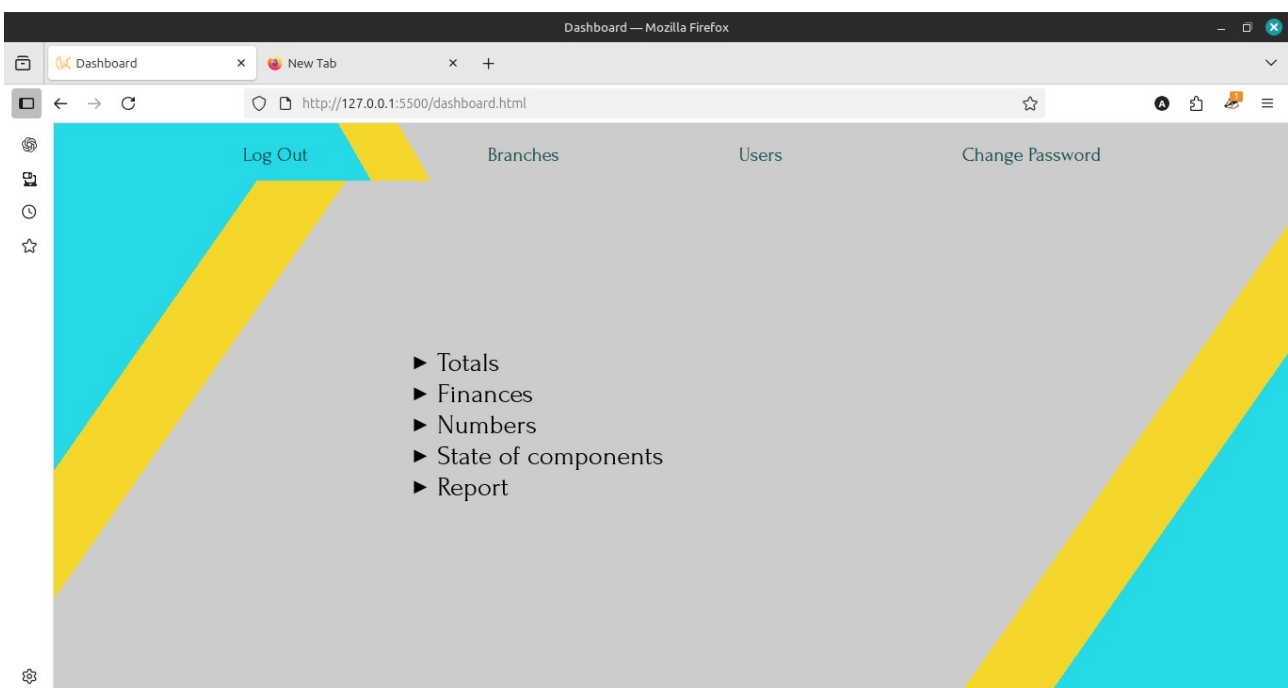 Dashboard — Mozilla Firefox
Dashboard
New Tab
http://127.0.0.1:5500/dashboard.html
A
1
Log Out Branches Users Change Password
Totals
Finances
Numbers
State of components
Report